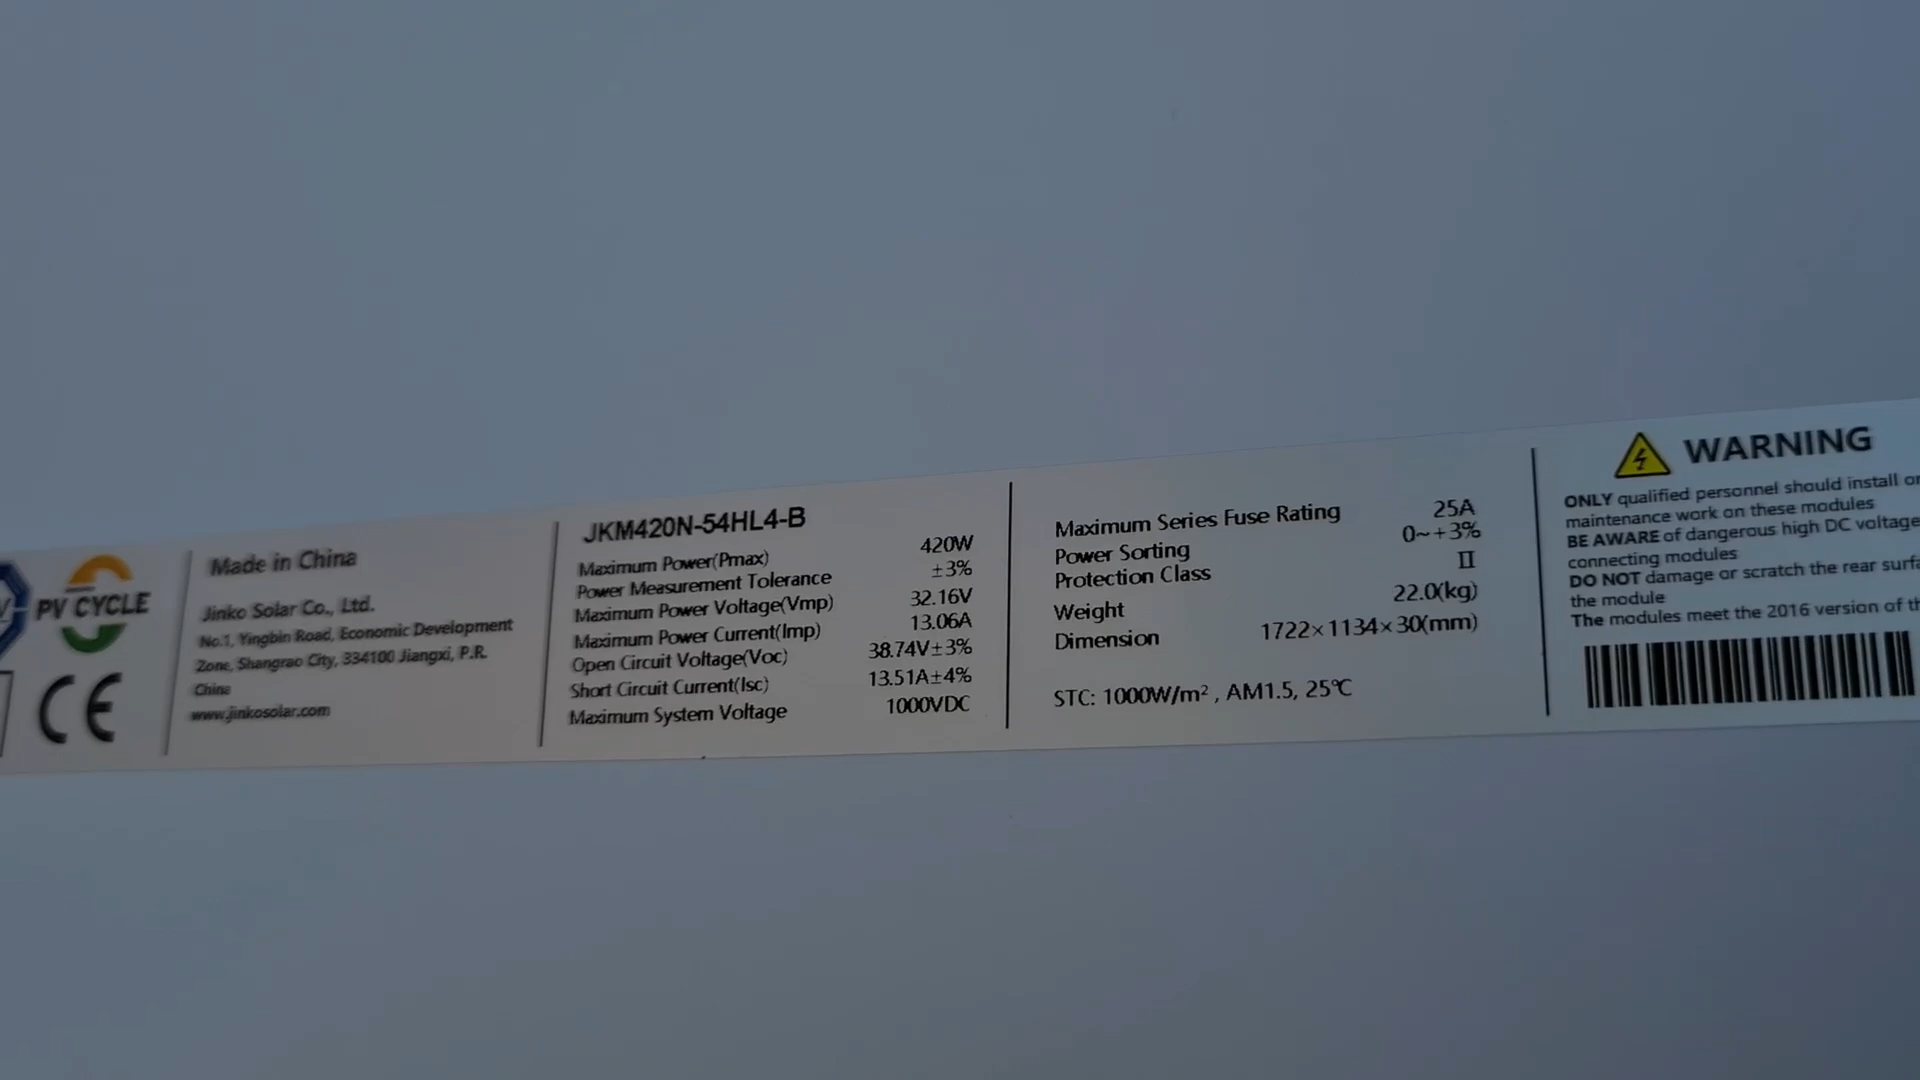 PV CYCLE
CE
Made in China
Jinko Solar Co., Ltd.
No.1, Yingbin Road, Economic Development
Zone, Shangrao City, 334100 Jiangxi, P.R.
China
www.jinkosolar.com
JKM420N-54HL4-B
Maximum Power(Pmax) 420W
Power Measurement Tolerance ±3%
Maximum Power Voltage(Vmp) 32.16V
Maximum Power Current(Imp) 13.06A
Open Circuit Voltage(Voc) 38.74V±3%
Short Circuit Current(Isc) 13.51A±4%
Maximum System Voltage 1000VDC
Maximum Series Fuse Rating 25A
Power Sorting 0~+3%
Protection Class II
Weight 22.0(kg)
Dimension 1722×1134×30(mm)
STC: 1000W/m², AM1.5, 25℃
WARNING
ONLY qualified personnel should install or
maintenance work on these modules
BE AWARE of dangerous high DC voltage
connecting modules
DO NOT damage or scratch the rear
the module
The modules meet the 2016 version of